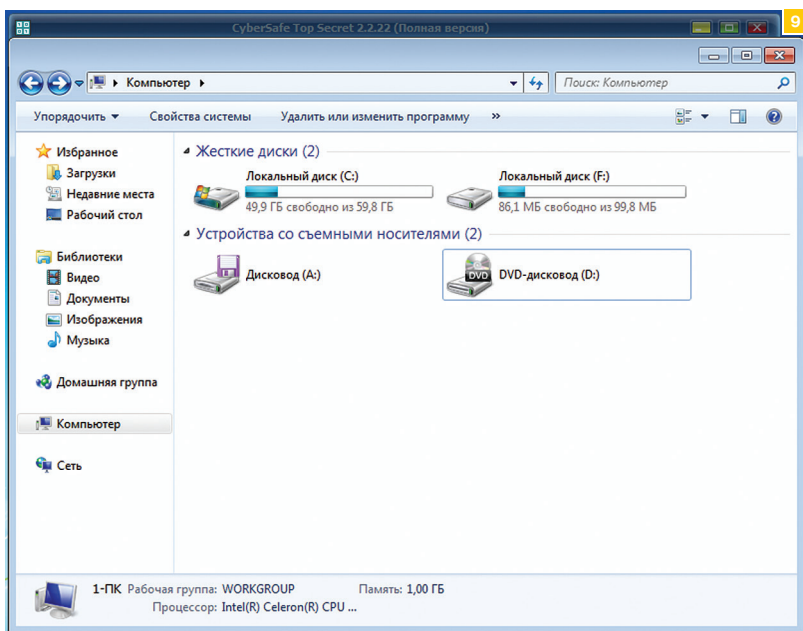 CyberSafe Top Secret 2.2.22 (Полная версия)
9
Компьютер
Поиск: Компьютер
Упорядочить Свойства системы Удалить или изменить программу »
Избранное
Загрузки
Недавние места
Рабочий стол
Библиотеки
Видео
Документы
Изображения
Музыка
Домашняя группа
Компьютер
Сеть
Жесткие диски (2)
Локальный диск (C:)
49,9 ГБ свободно из 59,8 ГБ
Локальный диск (F:)
86,1 МБ свободно из 99,8 МБ
Устройства со съемными носителями (2)
Дисковод (A:)
DVD
DVD-дисковод (D:)
1-ПК Рабочая группа: WORKGROUP Память: 1,00 ГБ
Процессор: Intel(R) Celeron(R) CPU ...